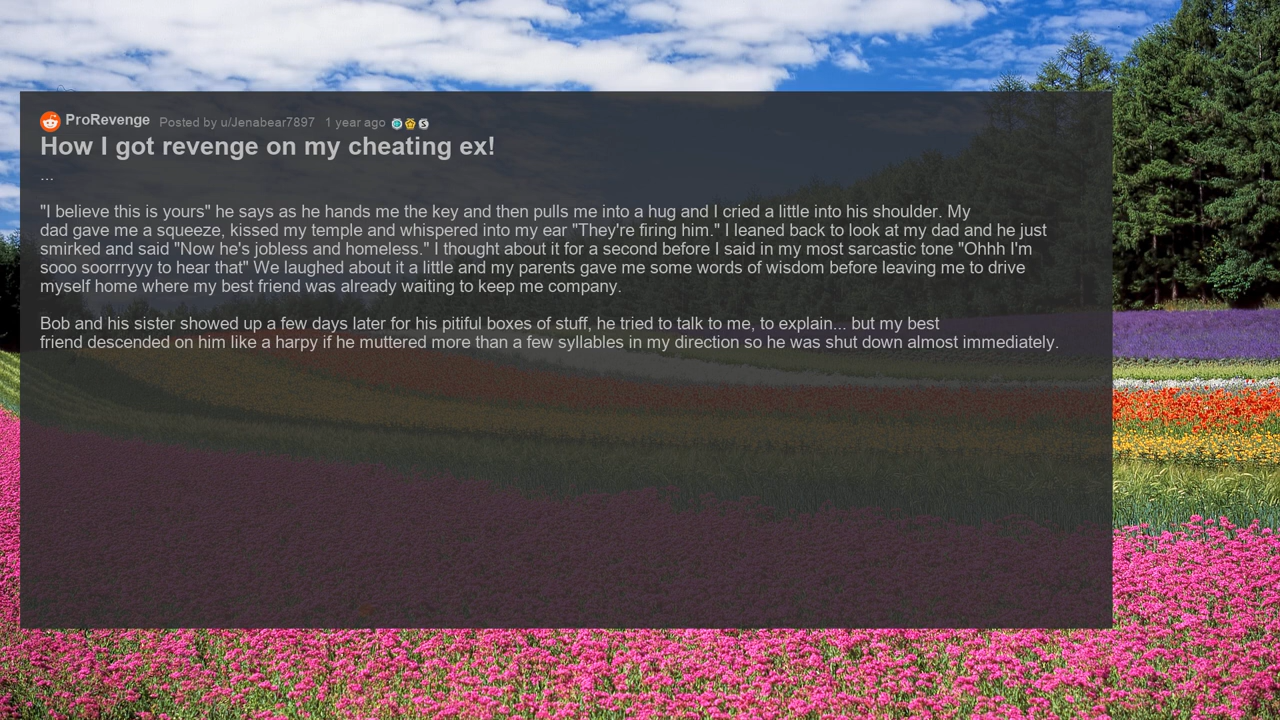 ProRevenge Posted by u/Jenabear7897 1 year ago
How I got revenge on my cheating ex!
...
"I believe this is yours" he says as he hands me the key and then pulls me into a hug and I cried a little into his shoulder. My
dad gave me a squeeze, kissed my temple and whispered into my ear "They're firing him." I leaned back to look at my dad and he just
smirked and said "Now he's jobless and homeless." I thought about it for a second before I said in my most sarcastic tone "Ohhh I'm
sooo soorrryyy to hear that" We laughed about it a little and my parents gave me some words of wisdom before leaving me to drive
myself home where my best friend was already waiting to keep me company.
Bob and his sister showed up a few days later for his pitiful boxes of stuff, he tried to talk to me, to explain... but my best
friend descended on him like a harpy if he muttered more than a few syllables in my direction so he was shut down almost immediately.